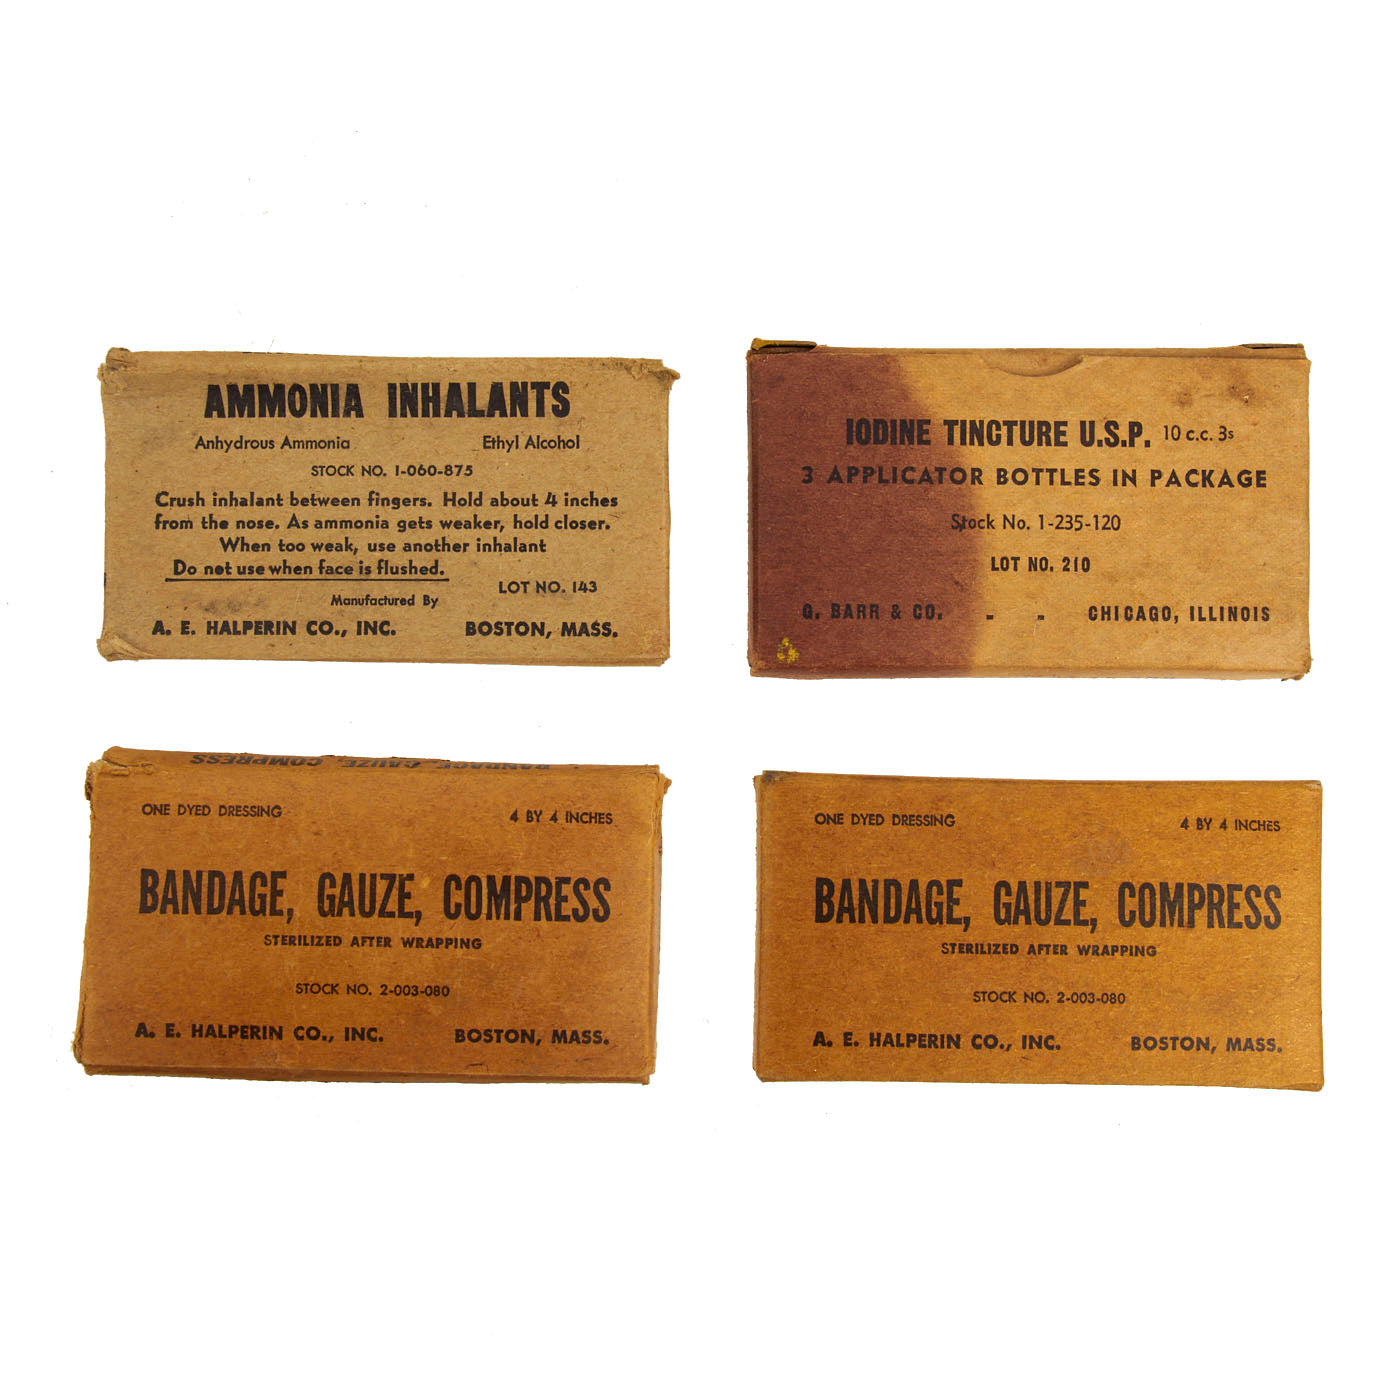 AMMONIA INHALANTS
Anhydrous Ammonia Ethyl Alcohol
STOCK NO. 1-060-875
Crush inhalant between fingers. Hold about 4 inches
from the nose. As ammonia gets weaker, hold closer.
When too weak, use another inhalant
Do not use when face is flushed.
LOT NO. 143
Manufactured By
A. E. HALPERIN CO., INC. BOSTON, MASS.
IODINE TINCTURE U.S.P. 10 c.c. 3s
3 APPLICATOR BOTTLES IN PACKAGE
Stock No. 1-235-120
LOT NO. 210
G. BARR & CO. - - CHICAGO, ILLINOIS
BANDAGE, GAUZE, COMPRESS
ONE DYED DRESSING 4 BY 4 INCHES
BANDAGE, GAUZE, COMPRESS
STERILIZED AFTER WRAPPING
STOCK NO. 2-003-080
A. E. HALPERIN CO., INC. BOSTON, MASS.
ONE DYED DRESSING 4 BY 4 INCHES
BANDAGE, GAUZE, COMPRESS
STERILIZED AFTER WRAPPING
STOCK NO. 2-003-080
A. E. HALPERIN CO., INC. BOSTON, MASS.